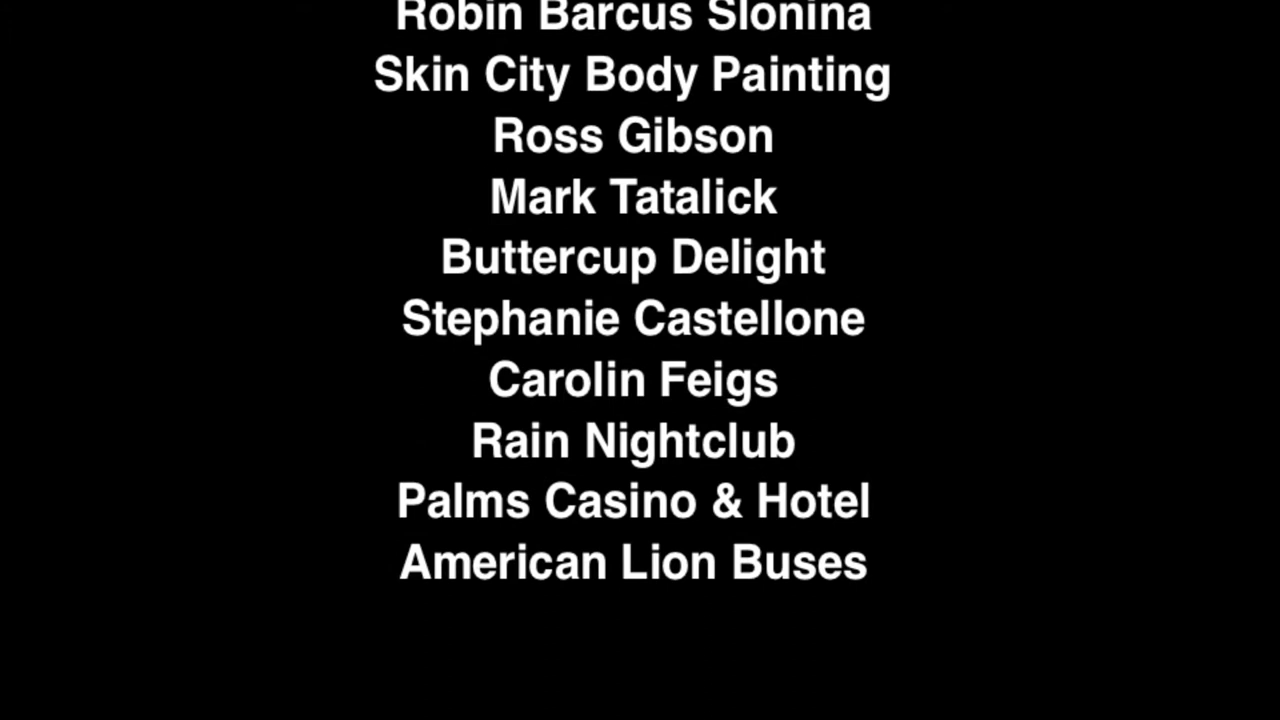 Robin Barcus Slonina
Skin City Body Painting
Ross Gibson
Mark Tatalick
Buttercup Delight
Stephanie Castellone
Carolin Feigs
Rain Nightclub
Palms Casino & Hotel
American Lion Buses